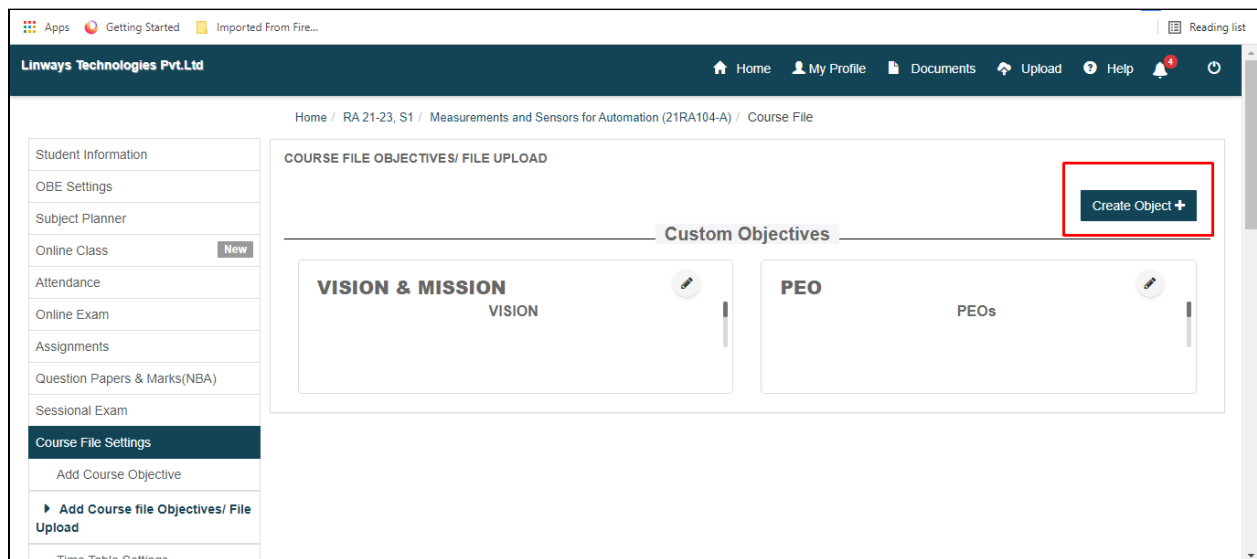 Apps Getting Started Imported From Fire... Reading list
Linways Technologies Pvt.Ltd Home My Profile Documents Upload Help 4
Home / RA 21-23, S1 / Measurements and Sensors for Automation (21RA104-A) / Course File
Student Information
OBE Settings
Subject Planner
Online Class New
Attendance
Online Exam
Assignments
Question Papers & Marks(NBA)
Sessional Exam
Course File Settings
Add Course Objective
Add Course file Objectives/ File
Upload
Time Table Settings
COURSE FILE OBJECTIVES/ FILE UPLOAD
Create Object +
Custom Objectives
VISION & MISSION
VISION
PEO
PEOs